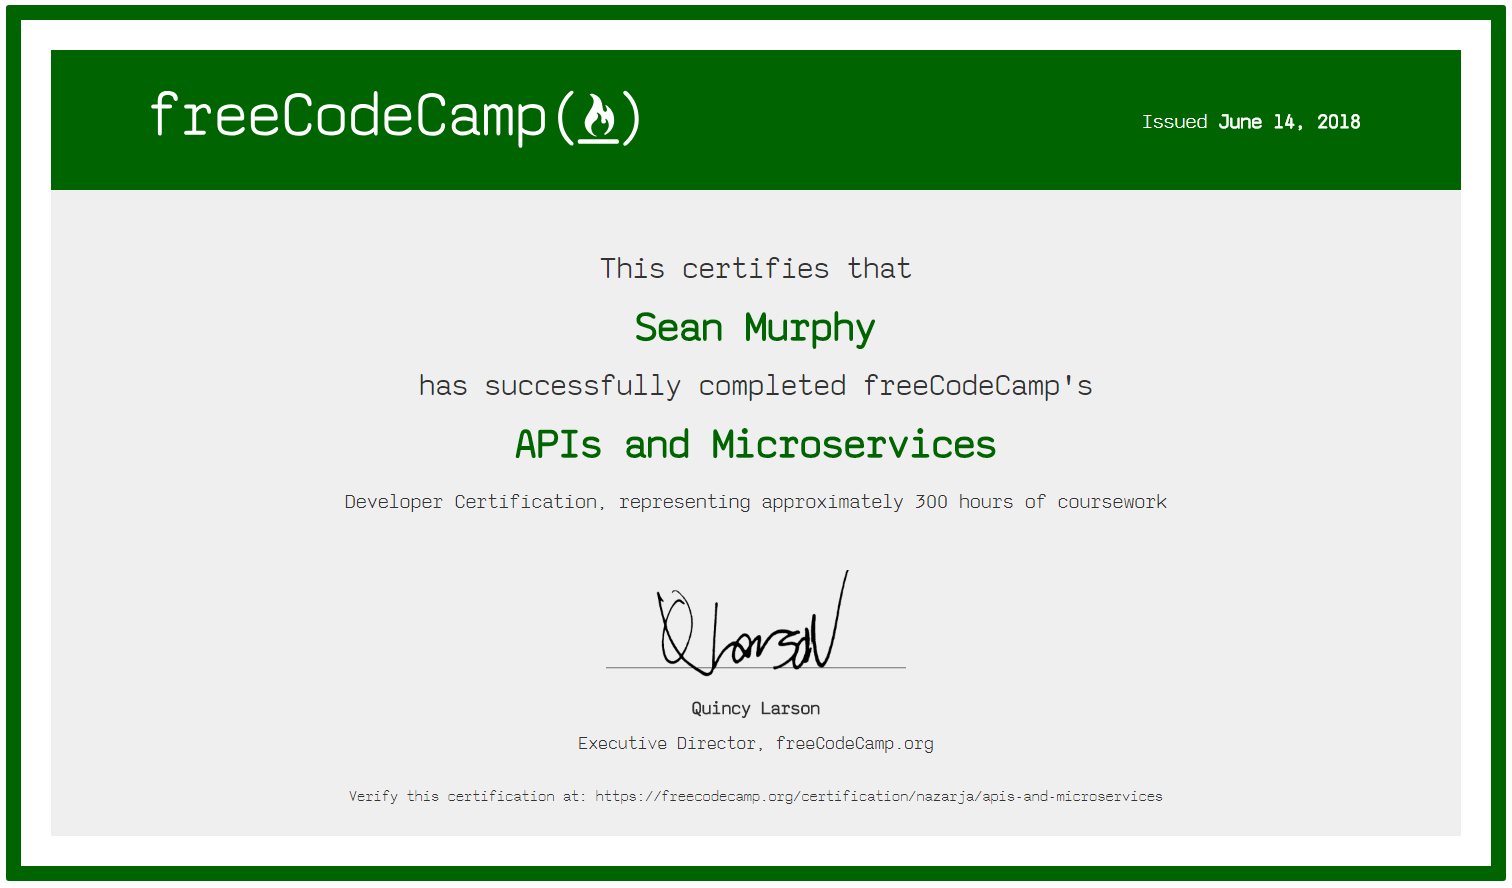 freeCodeCamp(🔥)
Issued June 14, 2018
This certifies that
Sean Murphy
has successfully completed freeCodeCamp's
APIs and Microservices
Developer Certification, representing approximately 300 hours of coursework
Q Larson
Quincy Larson
Executive Director, freeCodeCamp.org
Verify this certification at: https://freecodecamp.org/certification/nazarja/apis-and-microservices